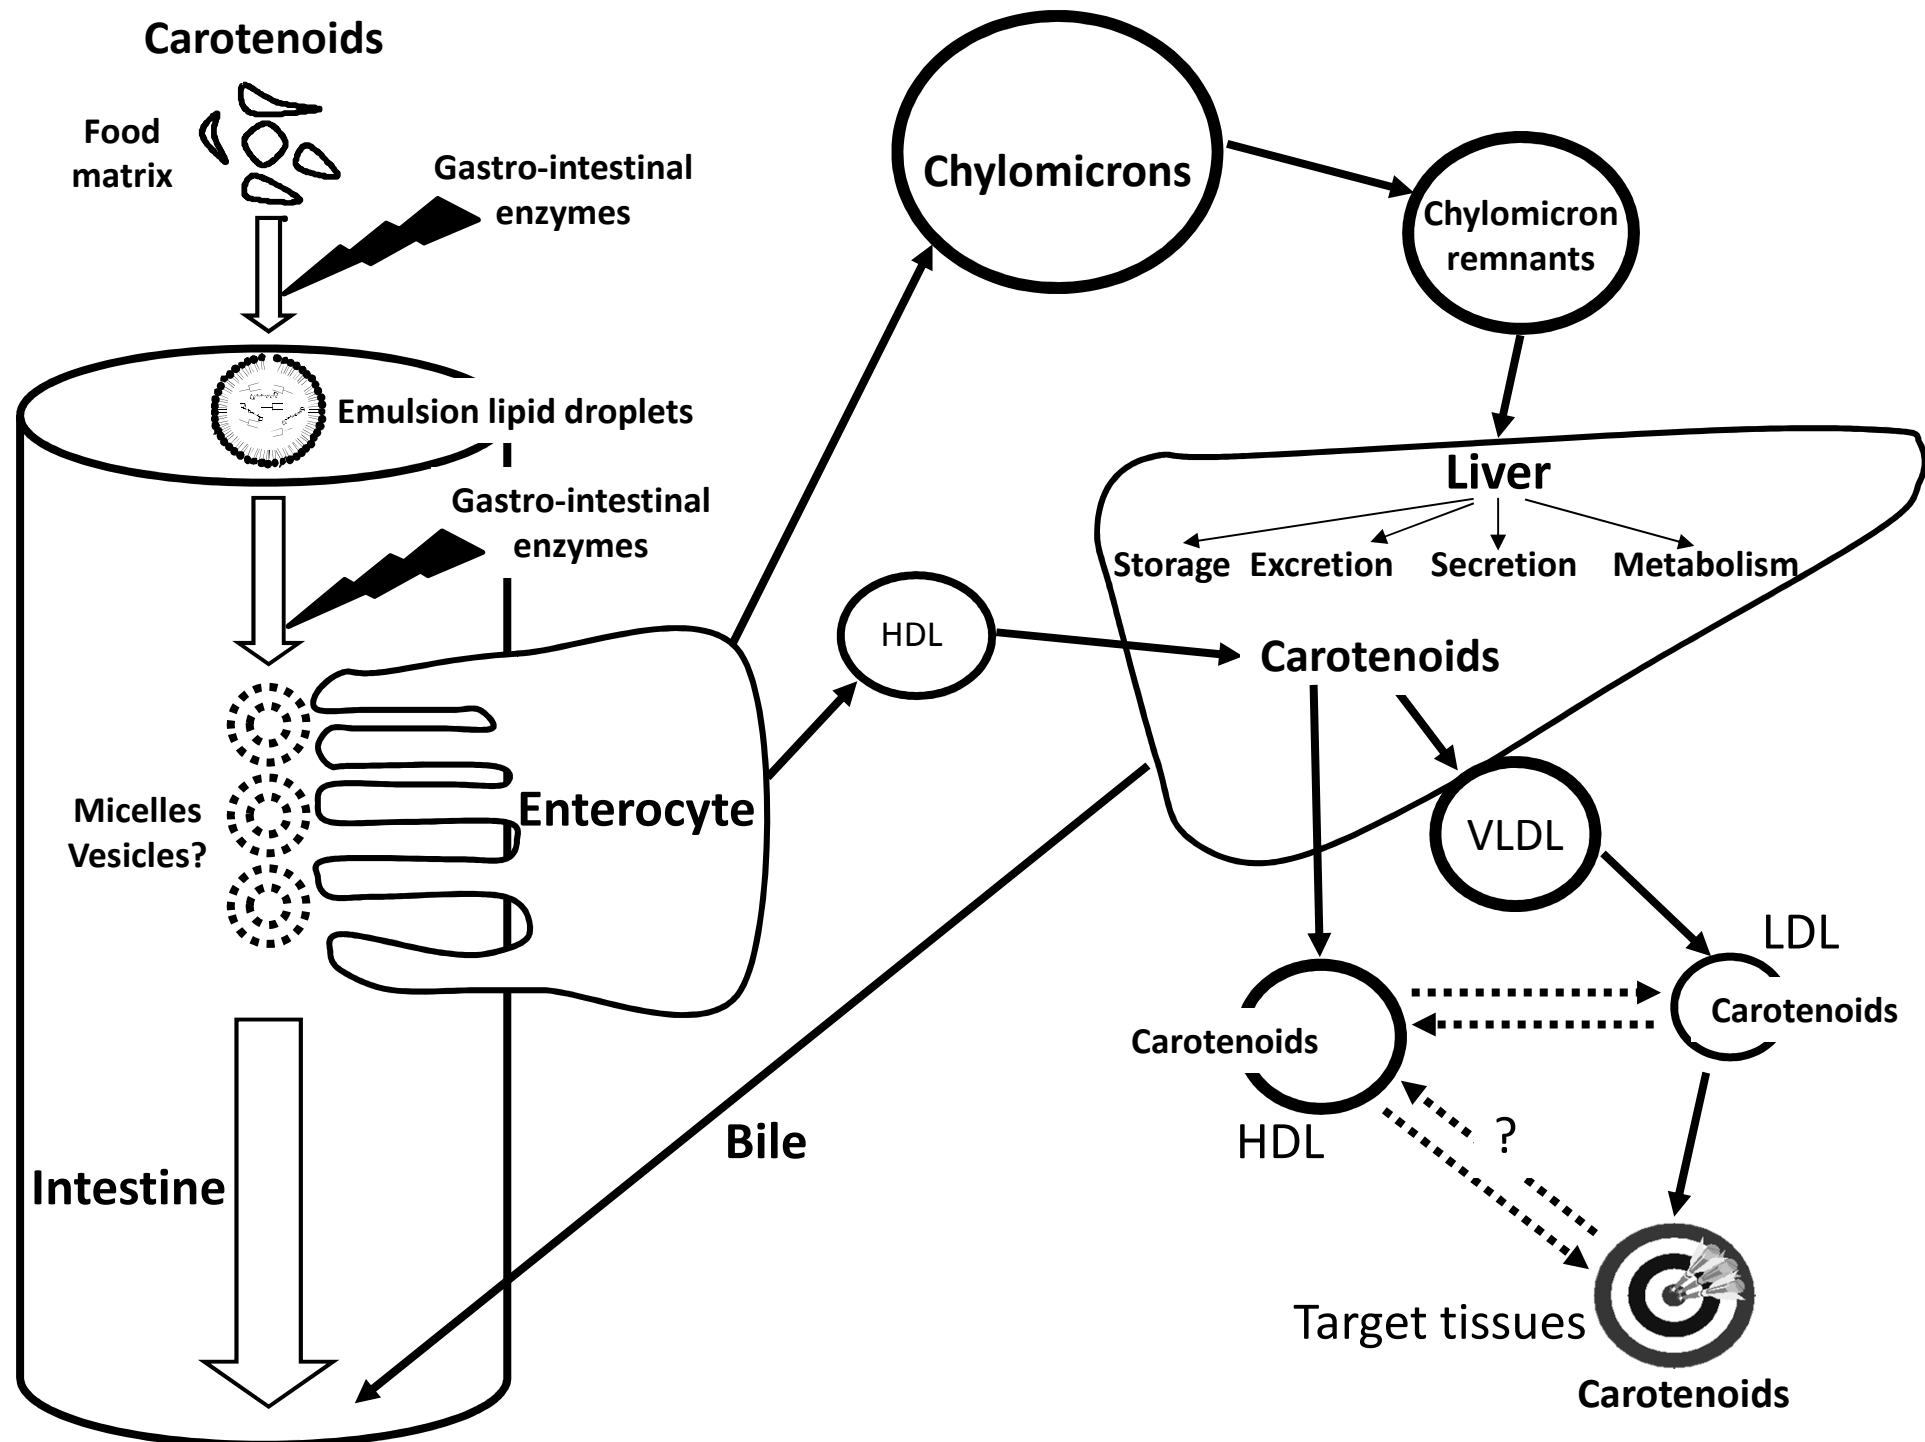 Carotenoids
Food
matrix
Gastro-intestinal
enzymes
Emulsion lipid droplets
Gastro-intestinal
enzymes
Micelles
Vesicles?
Enterocyte
Intestine
Bile
Chylomicrons
Chylomicron
remnants
HDL
Liver
Storage Excretion Secretion Metabolism
Carotenoids
VLDL
LDL
Carotenoids
Carotenoids
HDL
?
Target tissues
Carotenoids